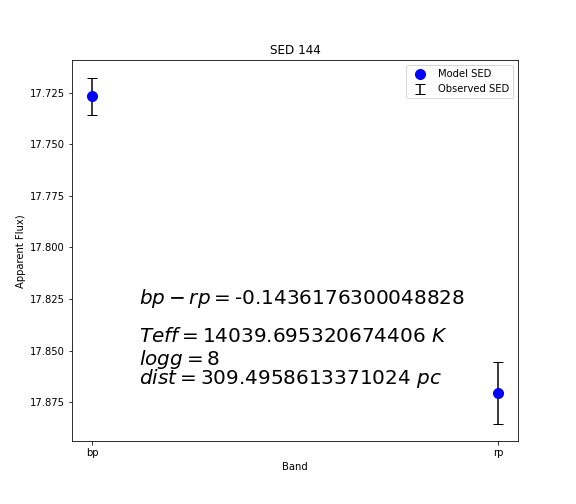 SED 144
Model SED
Observed SED
17.725
17.750
17.775
17.800
17.825
17.850
17.875
Apparent Flux)
bp − rp = -0.1436176300048828
Teff = 14039.695320674406 K
logg = 8
dist = 309.4958613371024 pc
bp
rp
Band